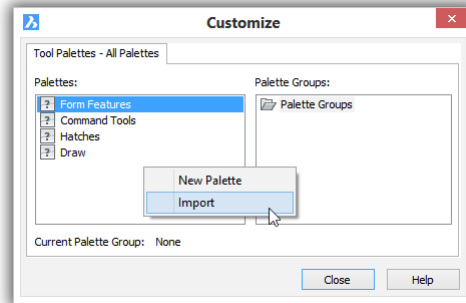 Customize
Tool Palettes - All Palettes
Palettes:
Palette Groups:
Form Features
Command Tools
Hatches
Draw
Palette Groups
New Palette
Import
Current Palette Group: None
Close
Help